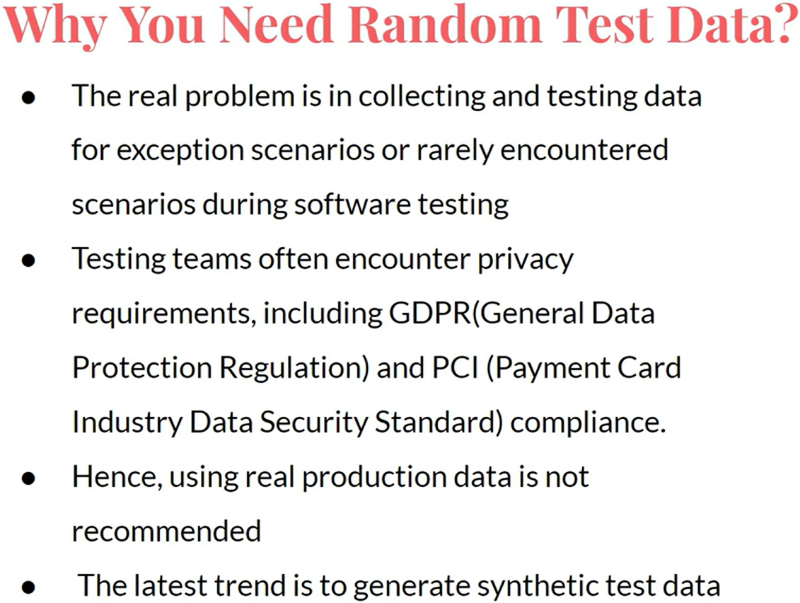 Why You Need Random Test Data?
● The real problem is in collecting and testing data
for exception scenarios or rarely encountered
scenarios during software testing
● Testing teams often encounter privacy
requirements, including GDPR(General Data
Protection Regulation) and PCI (Payment Card
Industry Data Security Standard) compliance.
● Hence, using real production data is not
recommended
● The latest trend is to generate synthetic test data